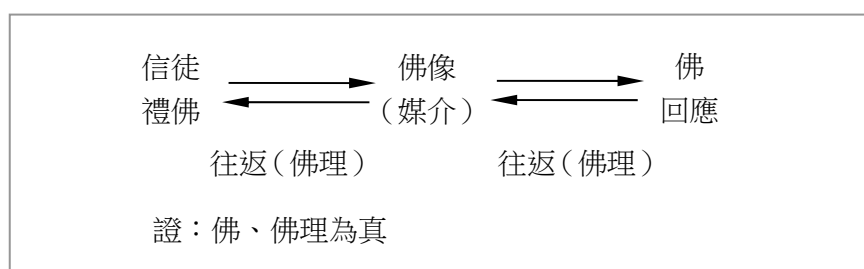 信徒 佛像 佛
禮佛 （媒介） 回應
往返（佛理） 往返（佛理）
證：佛、佛理為真